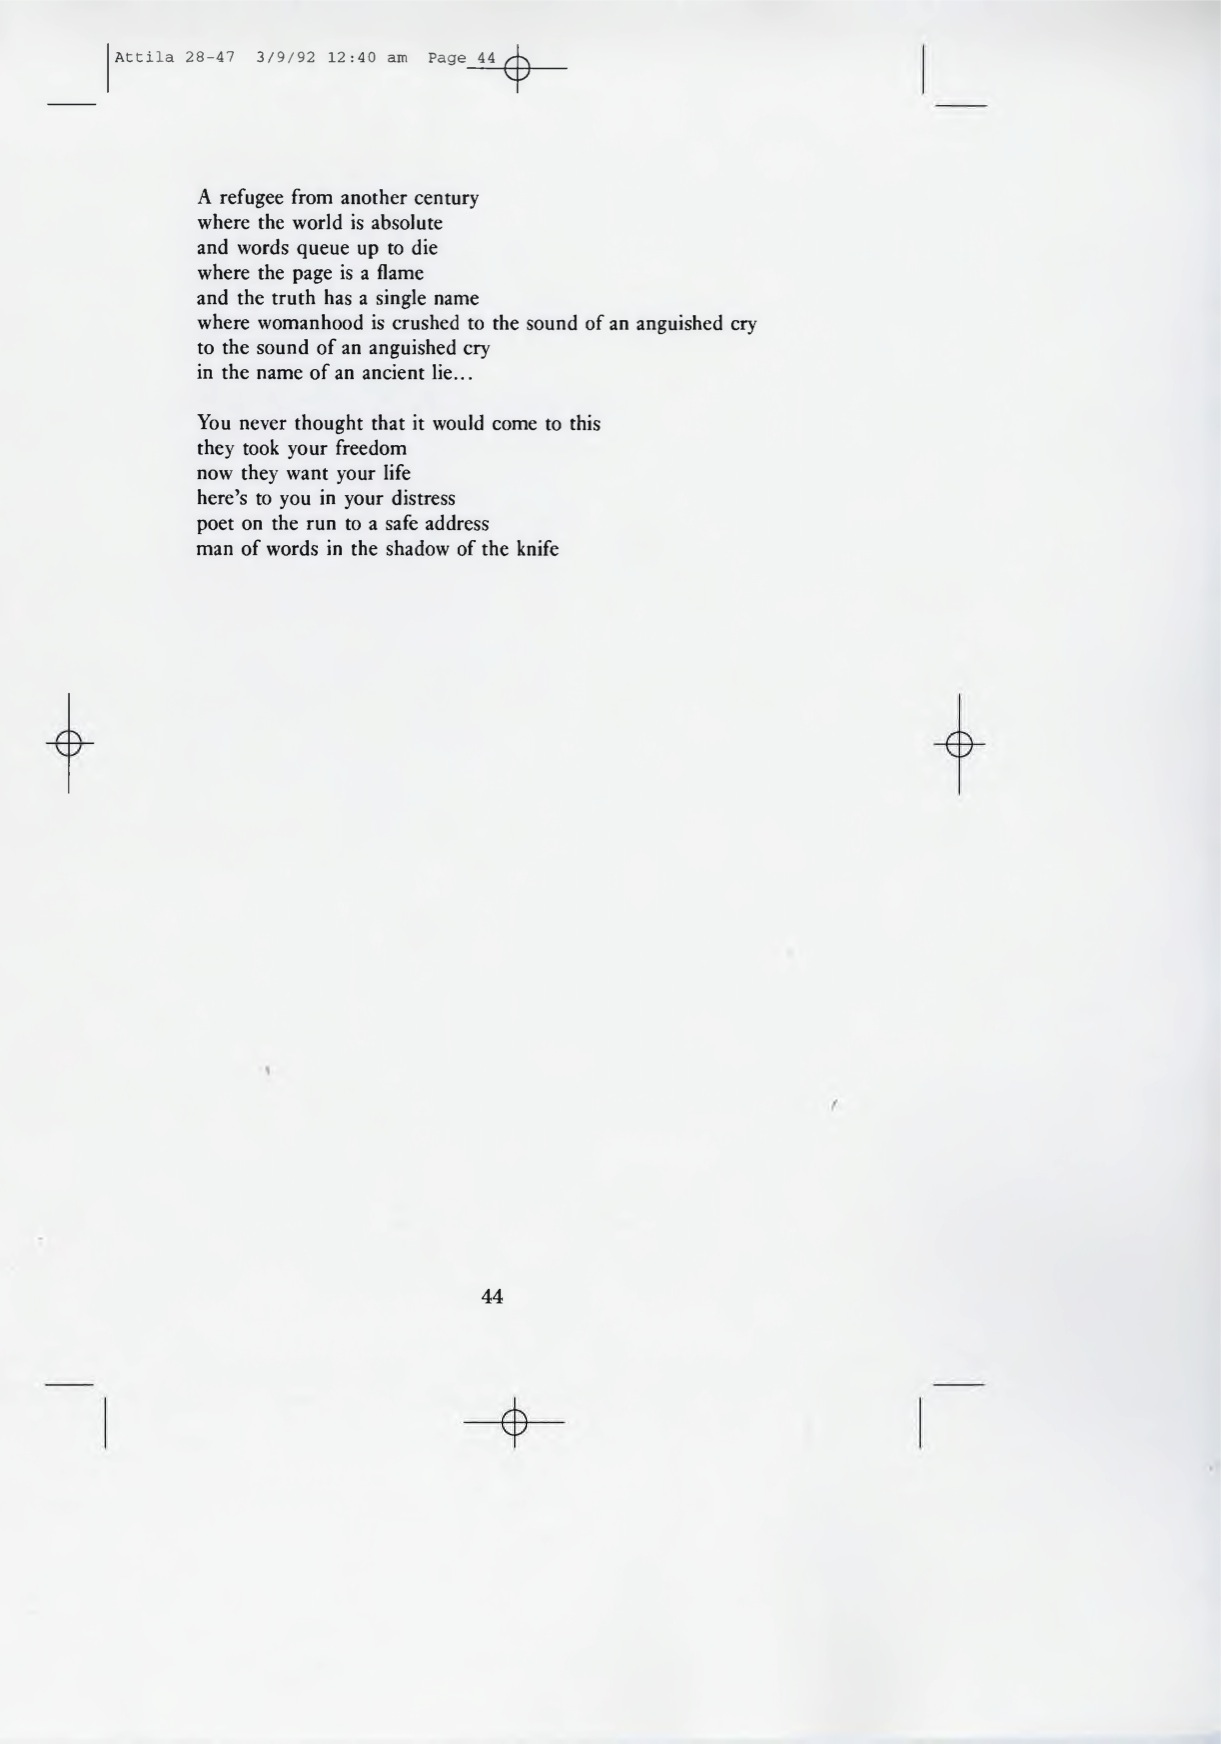 Attila 28-47 3/9/92 12:40 am Page 44
A refugee from another century
where the world is absolute
and words queue up to die
where the page is a flame
and the truth has a single name
where womanhood is crushed to the sound of an anguished cry
to the sound of an anguished cry
in the name of an ancient lie...
You never thought that it would come to this
they took your freedom
now they want your life
here's to you in your distress
poet on the run to a safe address
man of words in the shadow of the knife
44